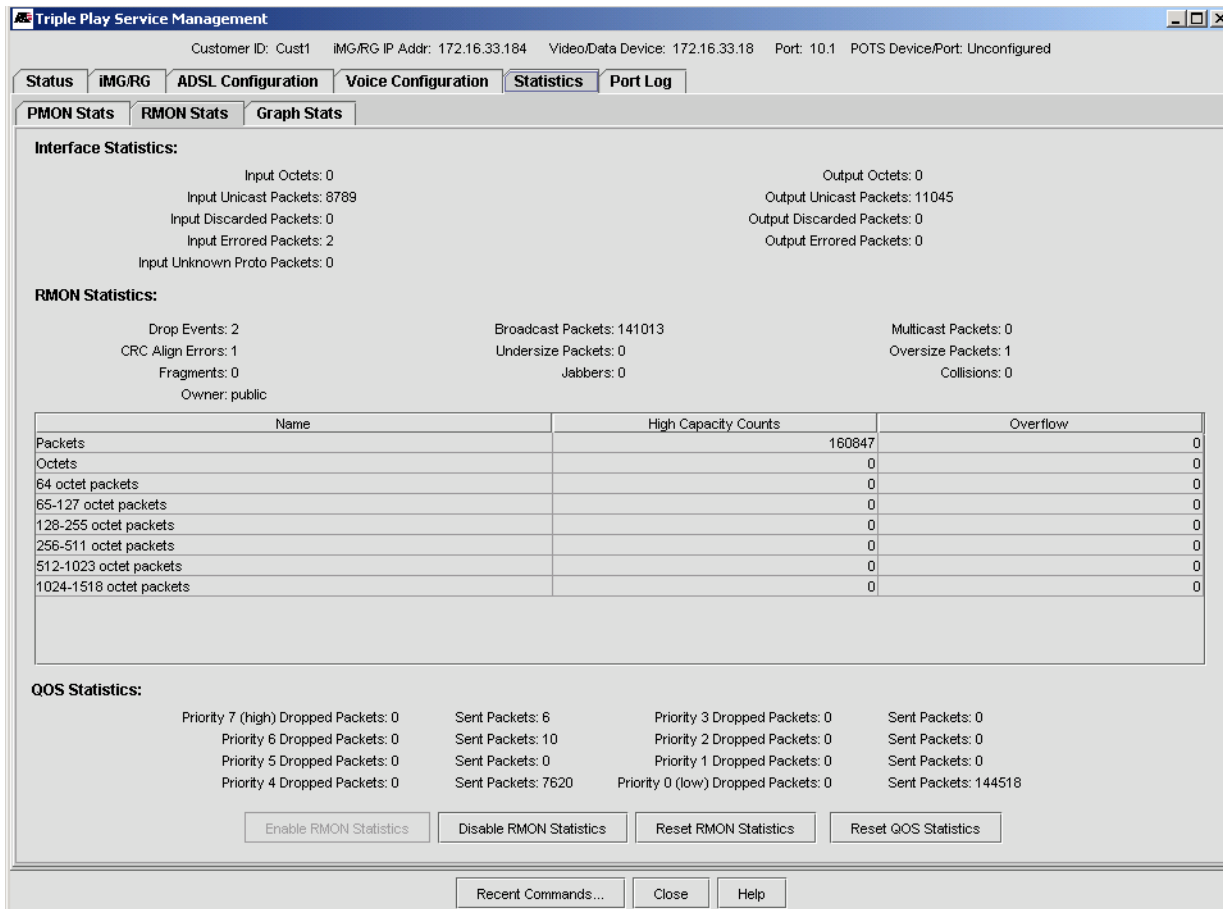 Triple Play Service Management
Customer ID: Cust1 iMG/RG IP Addr: 172.16.33.184 Video/Data Device: 172.16.33.18 Port: 10.1 POTS Device/Port: Unconfigured
Status iMG/RG ADSL Configuration Voice Configuration Statistics Port Log
PMON Stats RMON Stats Graph Stats
Interface Statistics:
Input Octets: 0 Output Octets: 0
Input Unicast Packets: 8789 Output Unicast Packets: 11045
Input Discarded Packets: 0 Output Discarded Packets: 0
Input Errored Packets: 2 Output Errored Packets: 0
Input Unknown Proto Packets: 0
RMON Statistics:
Drop Events: 2 Broadcast Packets: 141013 Multicast Packets: 0
CRC Align Errors: 1 Undersize Packets: 0 Oversize Packets: 1
Fragments: 0 Jabbers: 0 Collisions: 0
Owner: public
Name High Capacity Counts Overflow
Packets 160847 0
Octets 0 0
64 octet packets 0 0
65-127 octet packets 0 0
128-255 octet packets 0 0
256-511 octet packets 0 0
512-1023 octet packets 0 0
1024-1518 octet packets 0 0
QOS Statistics:
Priority 7 (high) Dropped Packets: 0 Sent Packets: 6 Priority 3 Dropped Packets: 0 Sent Packets: 0
Priority 6 Dropped Packets: 0 Sent Packets: 10 Priority 2 Dropped Packets: 0 Sent Packets: 0
Priority 5 Dropped Packets: 0 Sent Packets: 0 Priority 1 Dropped Packets: 0 Sent Packets: 0
Priority 4 Dropped Packets: 0 Sent Packets: 7620 Priority 0 (low) Dropped Packets: 0 Sent Packets: 144518
Enable RMON Statistics Disable RMON Statistics Reset RMON Statistics Reset QOS Statistics
Recent Commands... Close Help